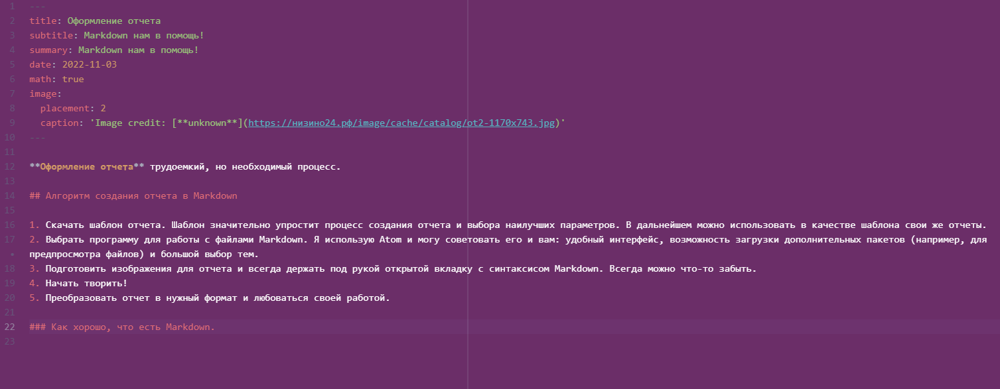 1 ---
2 title: Оформление отчета
3 subtitle: Markdown нам в помощь!
4 summary: Markdown нам в помощь!
5 date: 2022-11-03
6 math: true
7 image:
8   placement: 2
9   caption: 'Image credit: [**unknown**](https://низино24.рф/image/cache/catalog/ot2-1170x743.jpg)'
10 ---
11
12 **Оформление отчета** трудоемкий, но необходимый процесс.
13
14 ## Алгоритм создания отчета в Markdown
15
16 1. Скачать шаблон отчета. Шаблон значительно упростит процесс создания отчета и выбора наилучших параметров. В дальнейшем можно использовать в качестве шаблона свои же отчеты.
17 2. Выбрать программу для работы с файлами Markdown. Я использую Atom и могу советовать его и вам: удобный интерфейс, возможность загрузки дополнительных пакетов (например, для
• предпросмотра файлов) и большой выбор тем.
18 3. Подготовить изображения для отчета и всегда держать под рукой открытой вкладку с синтаксисом Markdown. Всегда можно что-то забыть.
19 4. Начать творить!
20 5. Преобразовать отчет в нужный формат и любоваться своей работой.
21
22 ### Как хорошо, что есть Markdown.
23